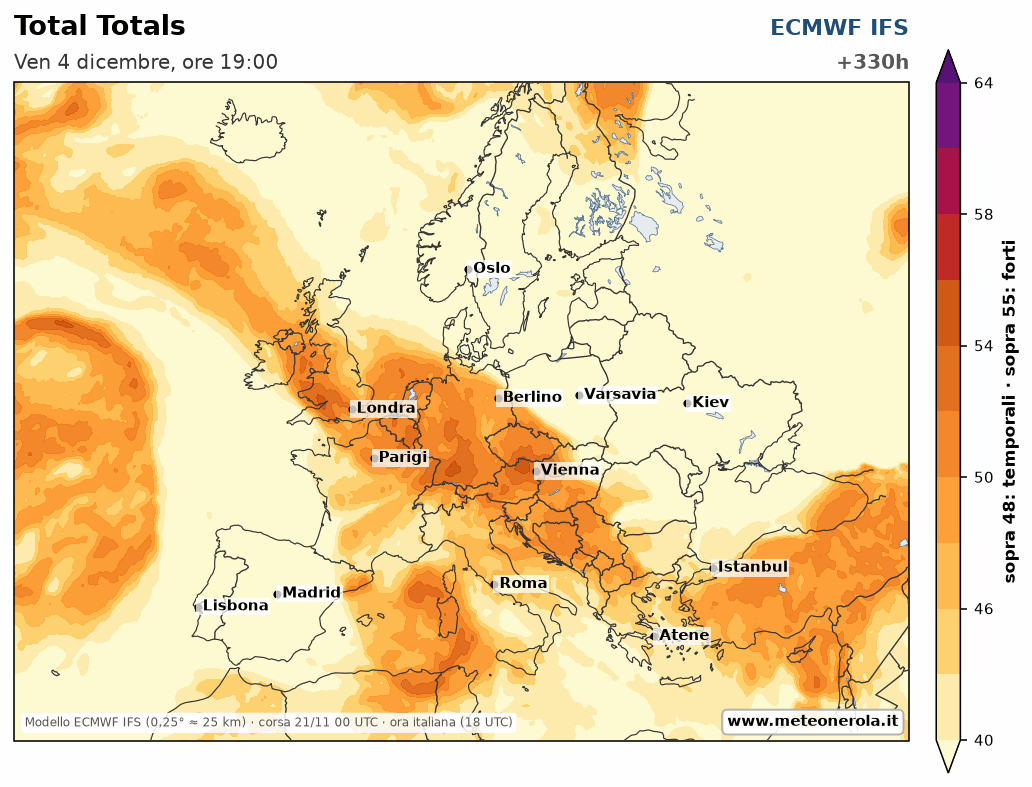 Total Totals
ECMWF IFS
Ven 4 dicembre, ore 19:00
+330h
64
58
54
50
46
40
sopra 48: temporali · sopra 55: forti
Oslo
Berlino
Varsavia
Kiev
Londra
Parigi
Vienna
Istanbul
Roma
Madrid
Lisbona
Atene
Modello ECMWF IFS (0,25° ≈ 25 km) · corsa 21/11 00 UTC · ora italiana (18 UTC)
www.meteonerola.it